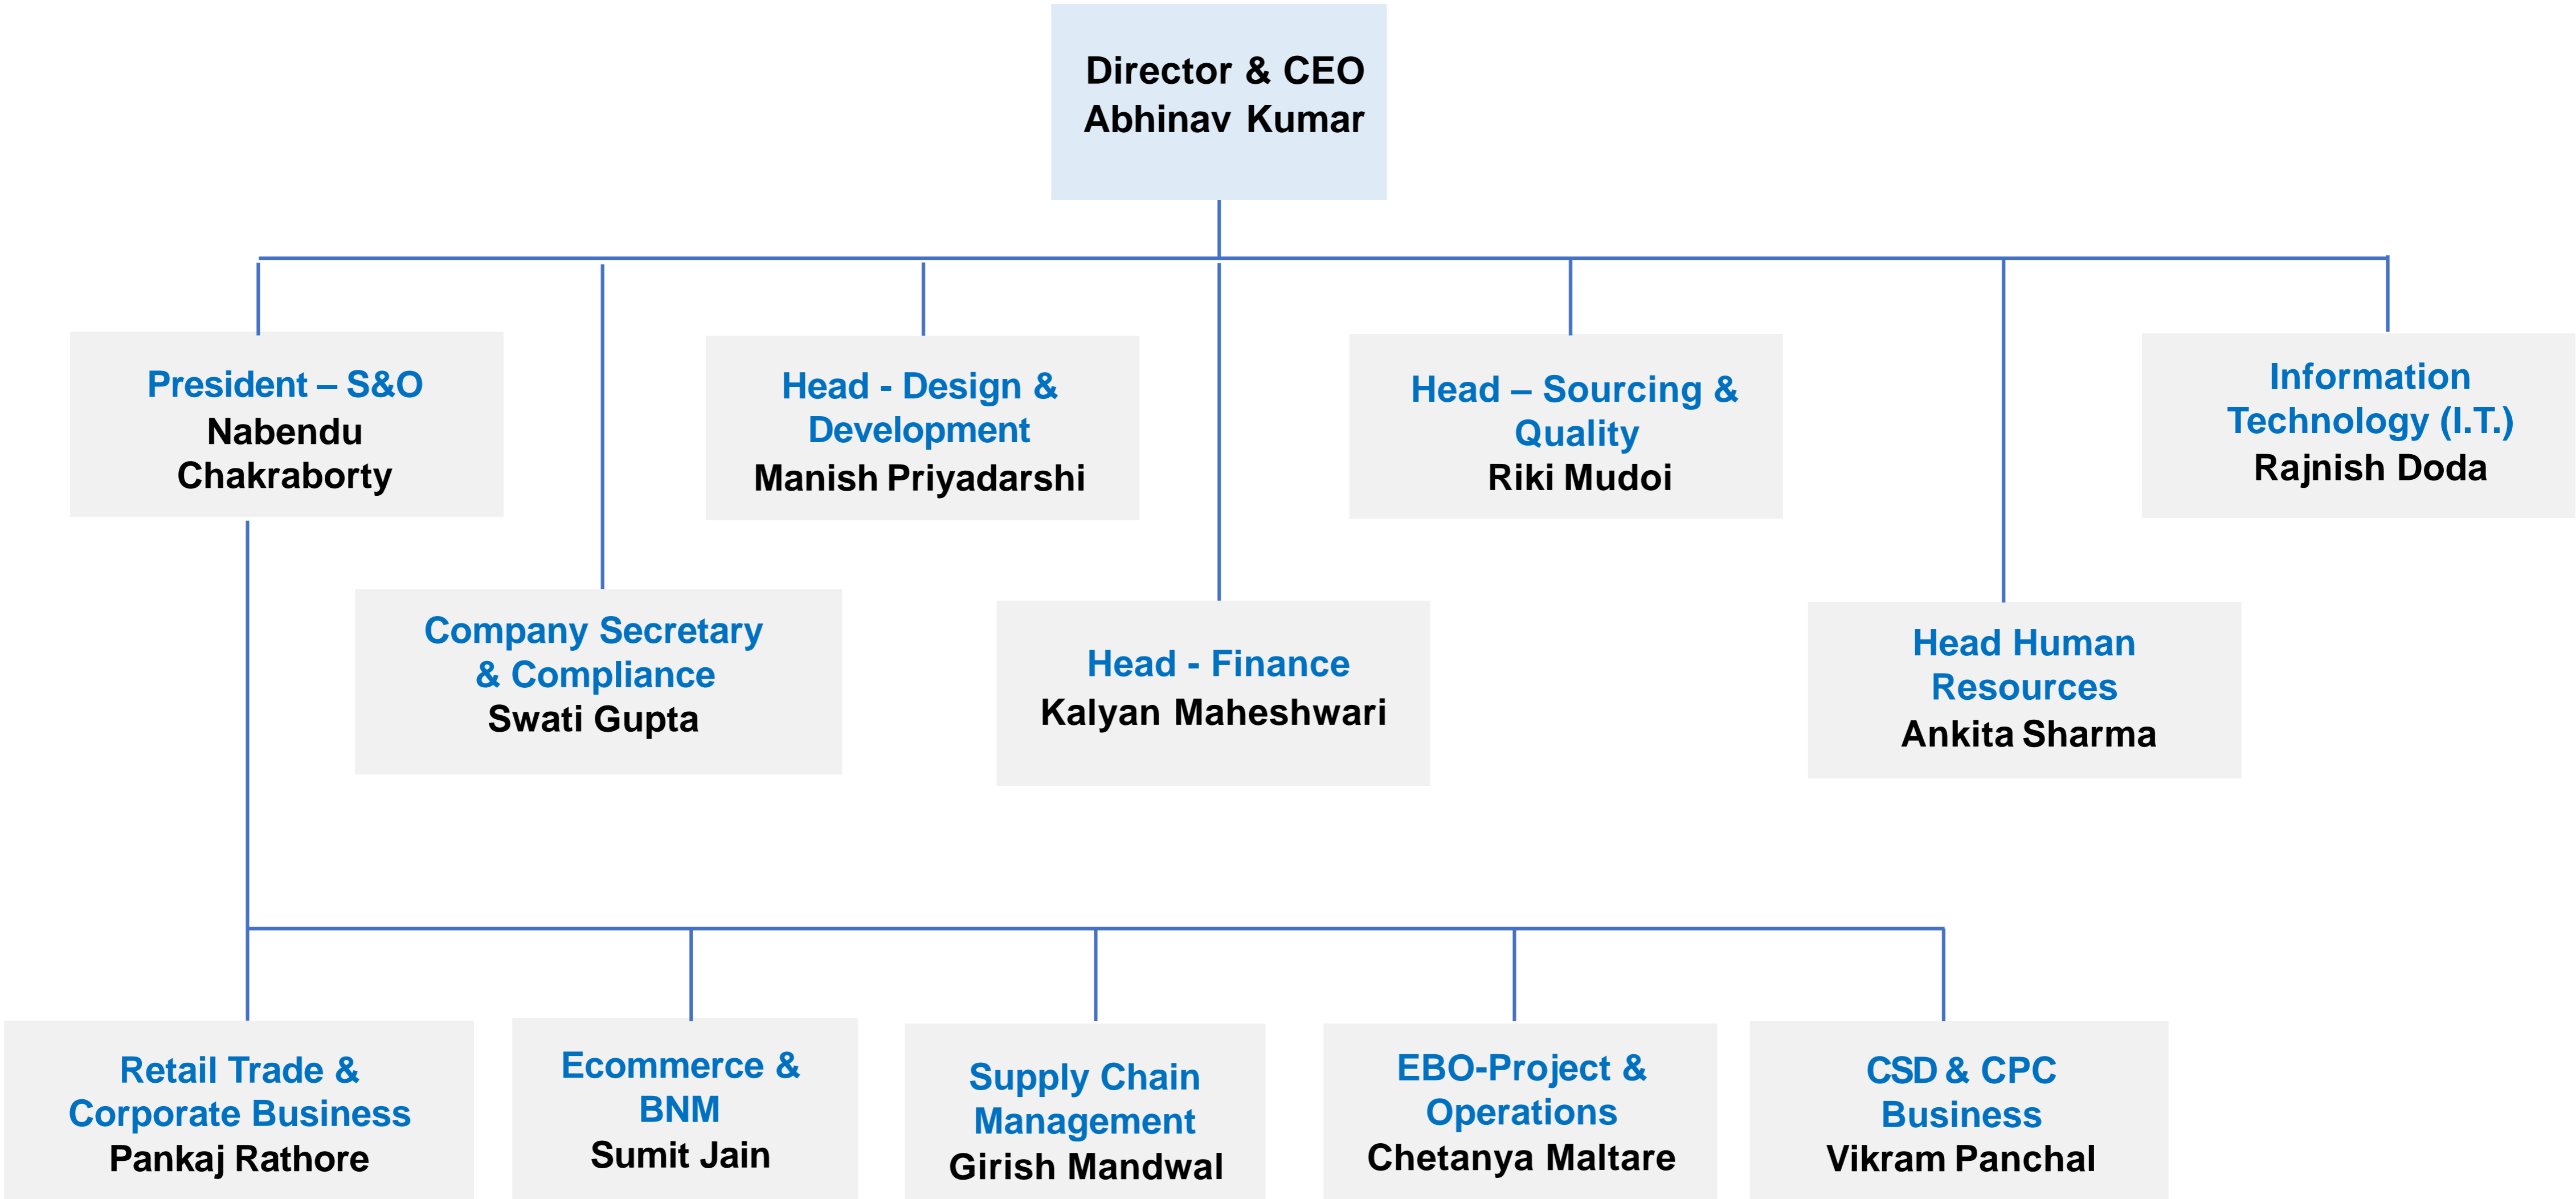 Director & CEO
Abhinav Kumar
President – S&O
Nabendu
Chakraborty
Head - Design &
Development
Manish Priyadarshi
Head – Sourcing &
Quality
Riki Mudoi
Information
Technology (I.T.)
Rajnish Doda
Company Secretary
& Compliance
Swati Gupta
Head - Finance
Kalyan Maheshwari
Head Human
Resources
Ankita Sharma
Retail Trade &
Corporate Business
Pankaj Rathore
Ecommerce &
BNM
Sumit Jain
Supply Chain
Management
Girish Mandwal
EBO-Project &
Operations
Chetanya Maltare
CSD & CPC
Business
Vikram Panchal